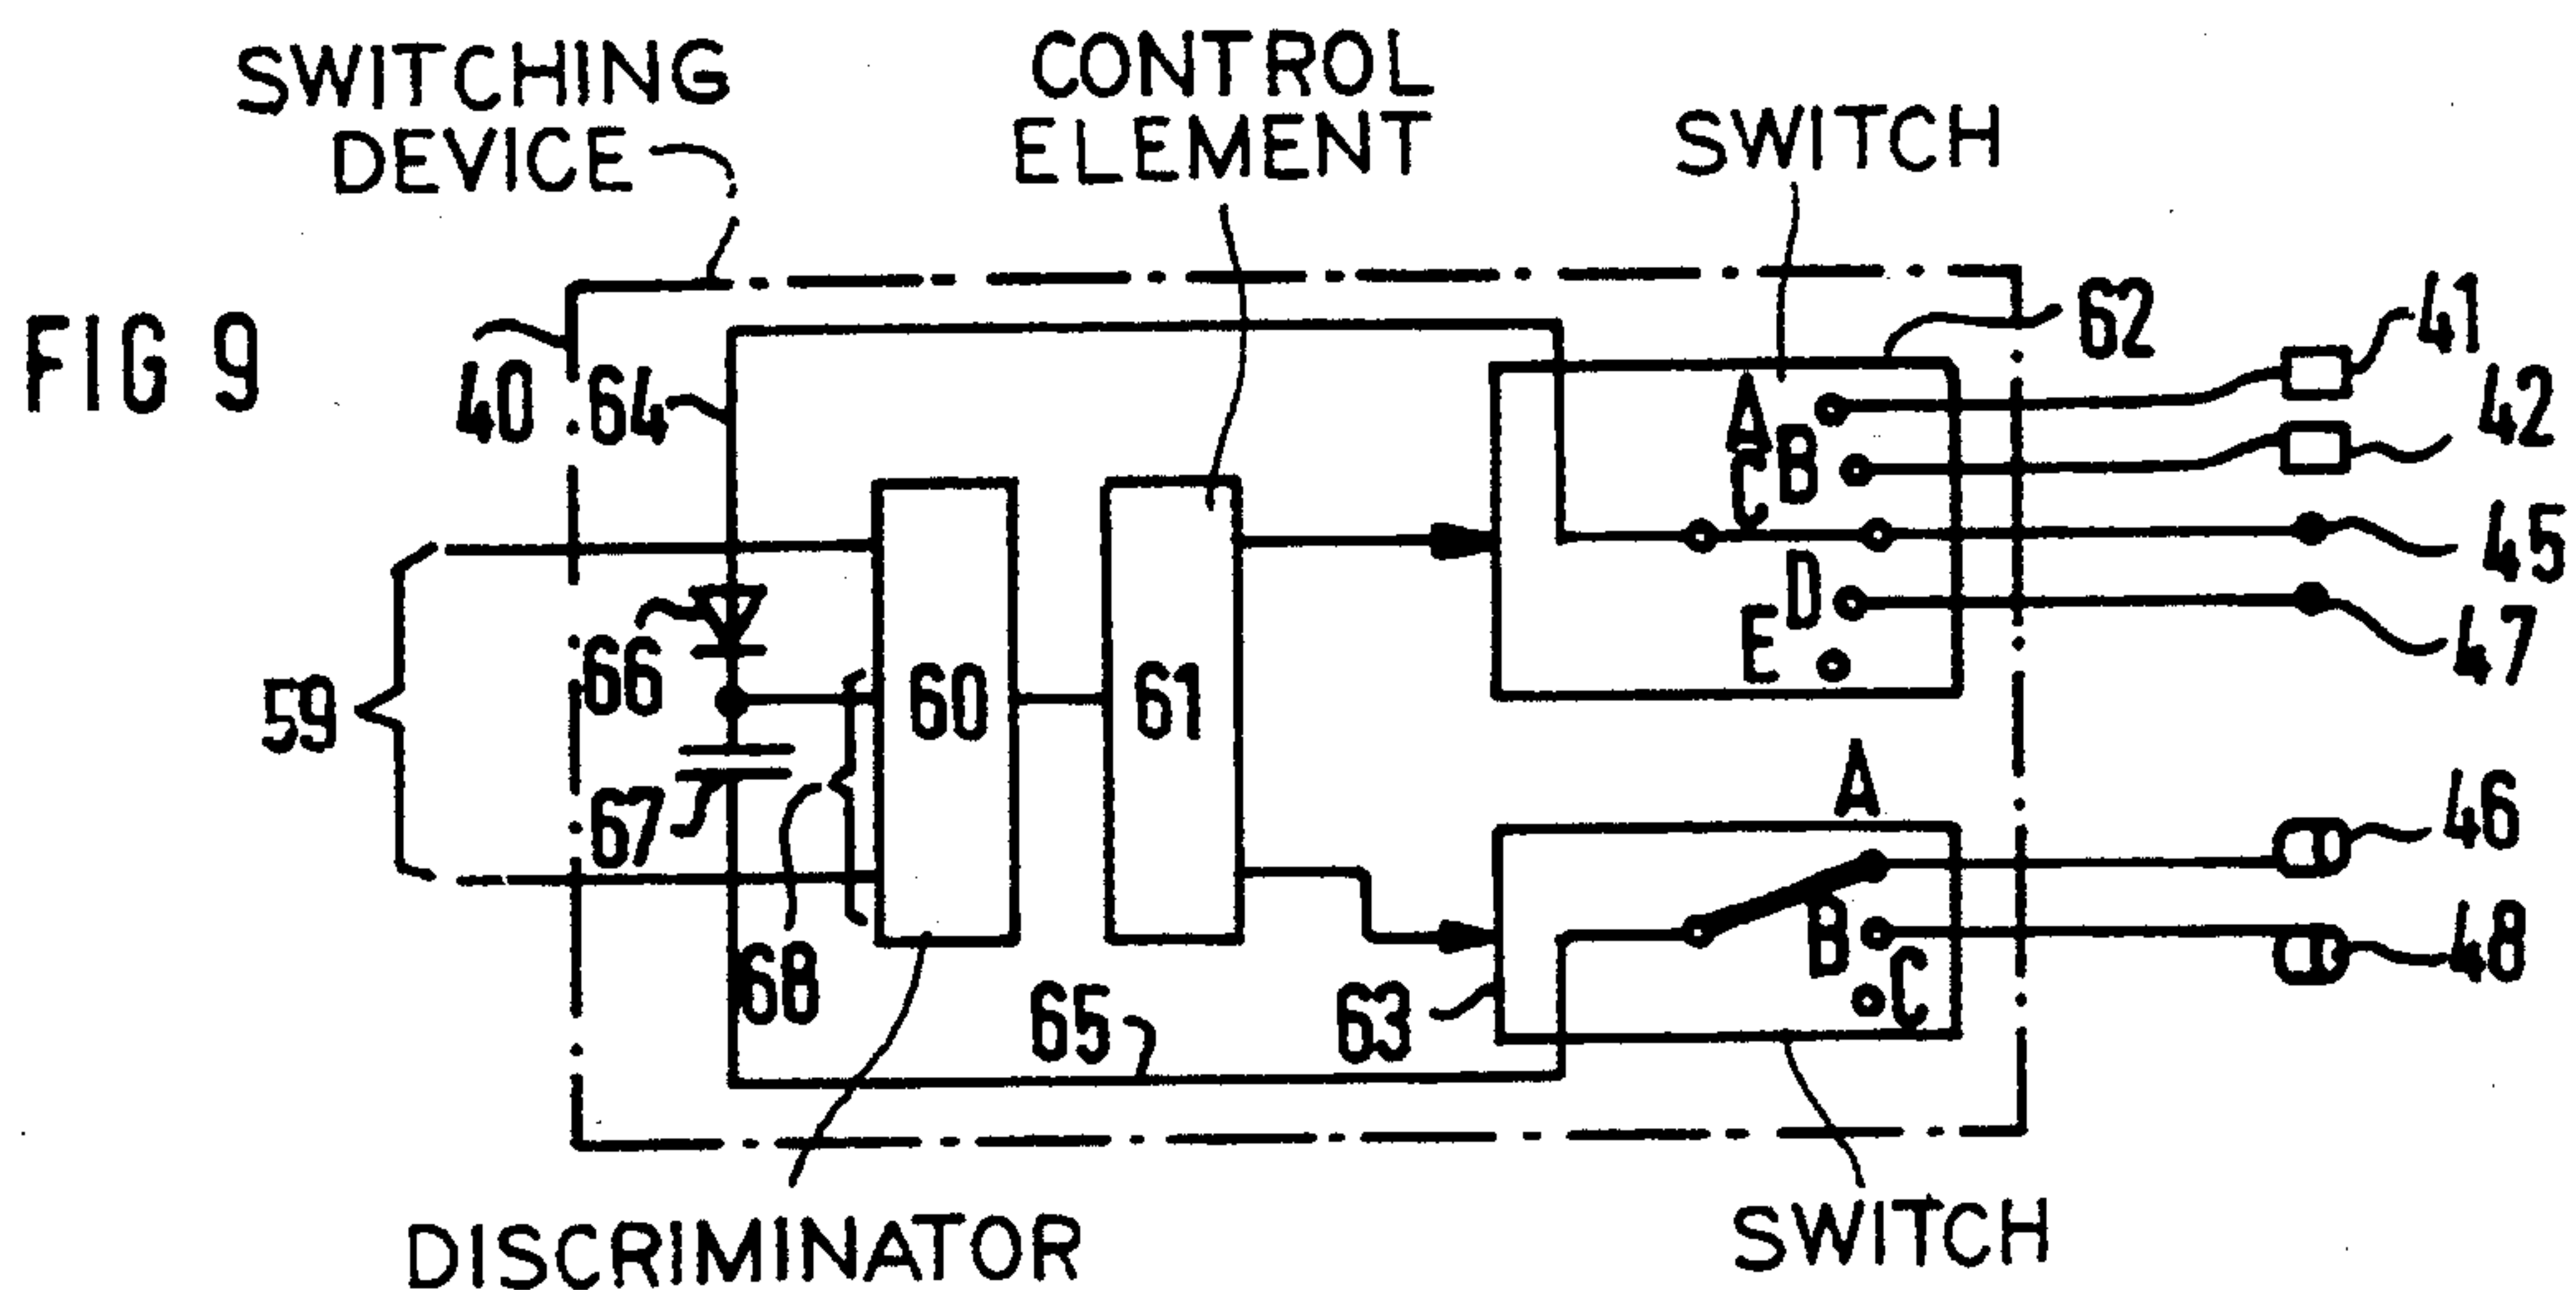 SWITCHING
DEVICE
CONTROL
ELEMENT
SWITCH
FIG 9
40
64
62
41
42
A
B
C
45
D
E
47
66
59
60
61
67
68
A
46
B
48
C
65
63
DISCRIMINATOR
SWITCH